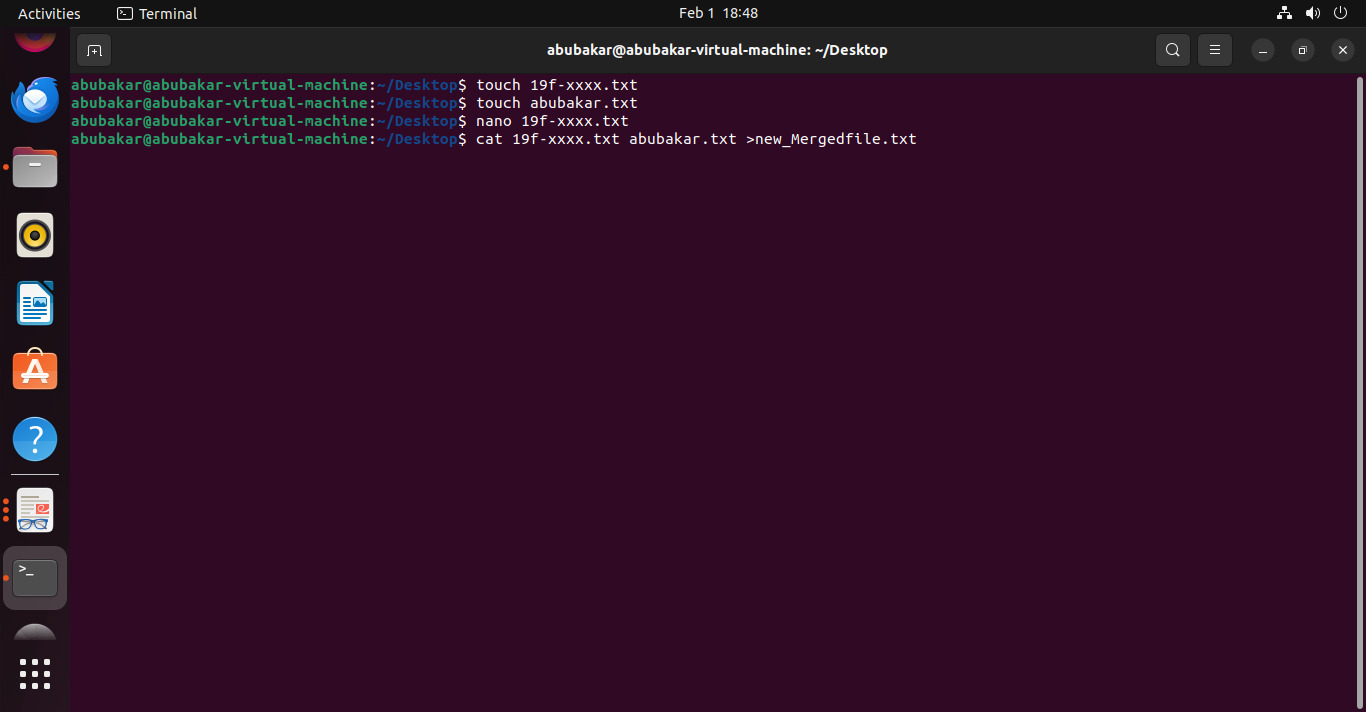 Activities
Terminal
Feb 1 18:48
abubakar@abubakar-virtual-machine: ~/Desktop
abubakar@abubakar-virtual-machine:~/Desktop$ touch 19f-xxxx.txt
abubakar@abubakar-virtual-machine:~/Desktop$ touch abubakar.txt
abubakar@abubakar-virtual-machine:~/Desktop$ nano 19f-xxxx.txt
abubakar@abubakar-virtual-machine:~/Desktop$ cat 19f-xxxx.txt abubakar.txt >new_Mergedfile.txt